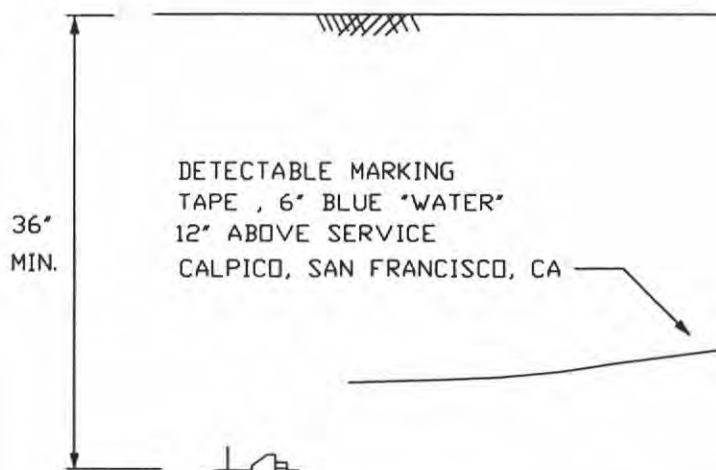 36"
MIN.
DETECTABLE MARKING
TAPE , 6" BLUE "WATER"
12" ABOVE SERVICE
CALPICO, SAN FRANCISCO, CA